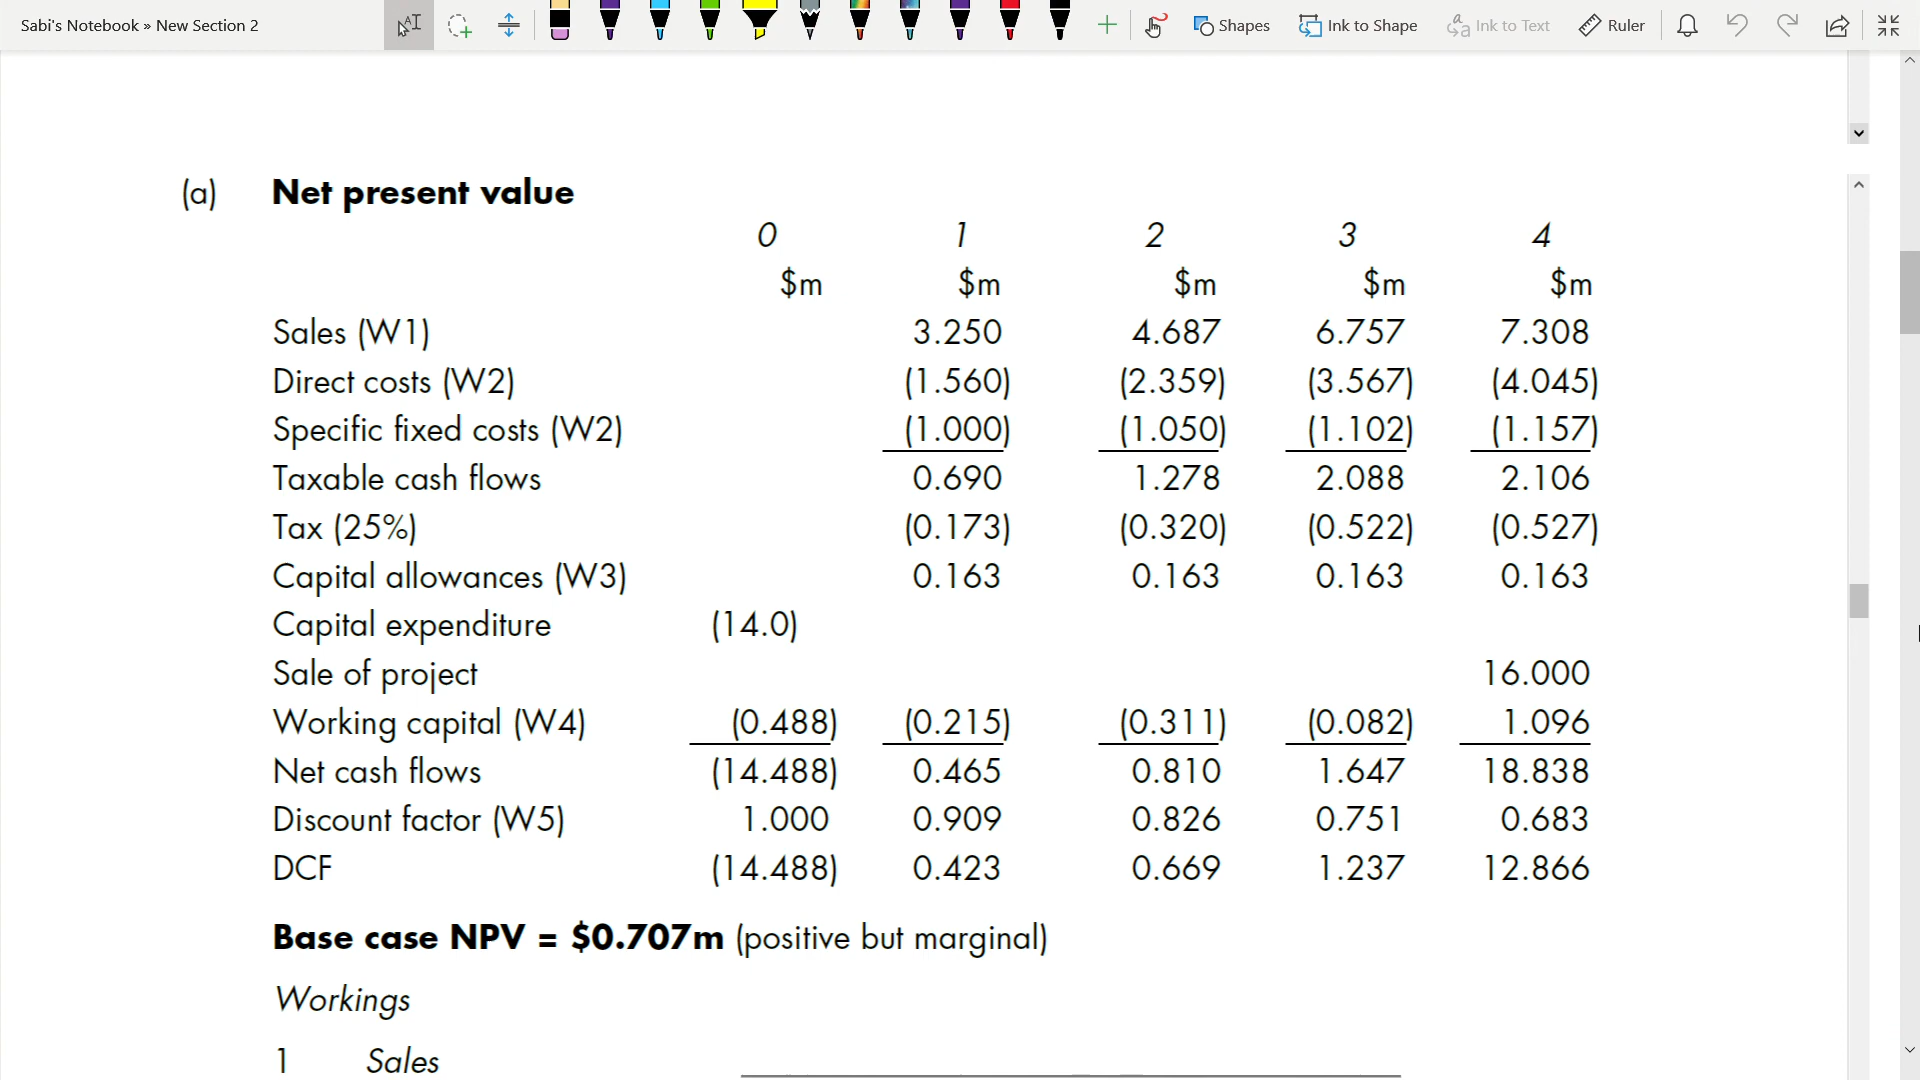 Sabi's Notebook » New Section 2 Shapes Ink to Shape Ink to Text Ruler
(a) Net present value
0 1 2 3 4
$m $m $m $m $m
Sales (W1) 3.250 4.687 6.757 7.308
Direct costs (W2) (1.560) (2.359) (3.567) (4.045)
Specific fixed costs (W2) (1.000) (1.050) (1.102) (1.157)
Taxable cash flows 0.690 1.278 2.088 2.106
Tax (25%) (0.173) (0.320) (0.522) (0.527)
Capital allowances (W3) 0.163 0.163 0.163 0.163
Capital expenditure (14.0)
Sale of project 16.000
Working capital (W4) (0.488) (0.215) (0.311) (0.082) 1.096
Net cash flows (14.488) 0.465 0.810 1.647 18.838
Discount factor (W5) 1.000 0.909 0.826 0.751 0.683
DCF (14.488) 0.423 0.669 1.237 12.866
Base case NPV = $0.707m (positive but marginal)
Workings
1 Sales